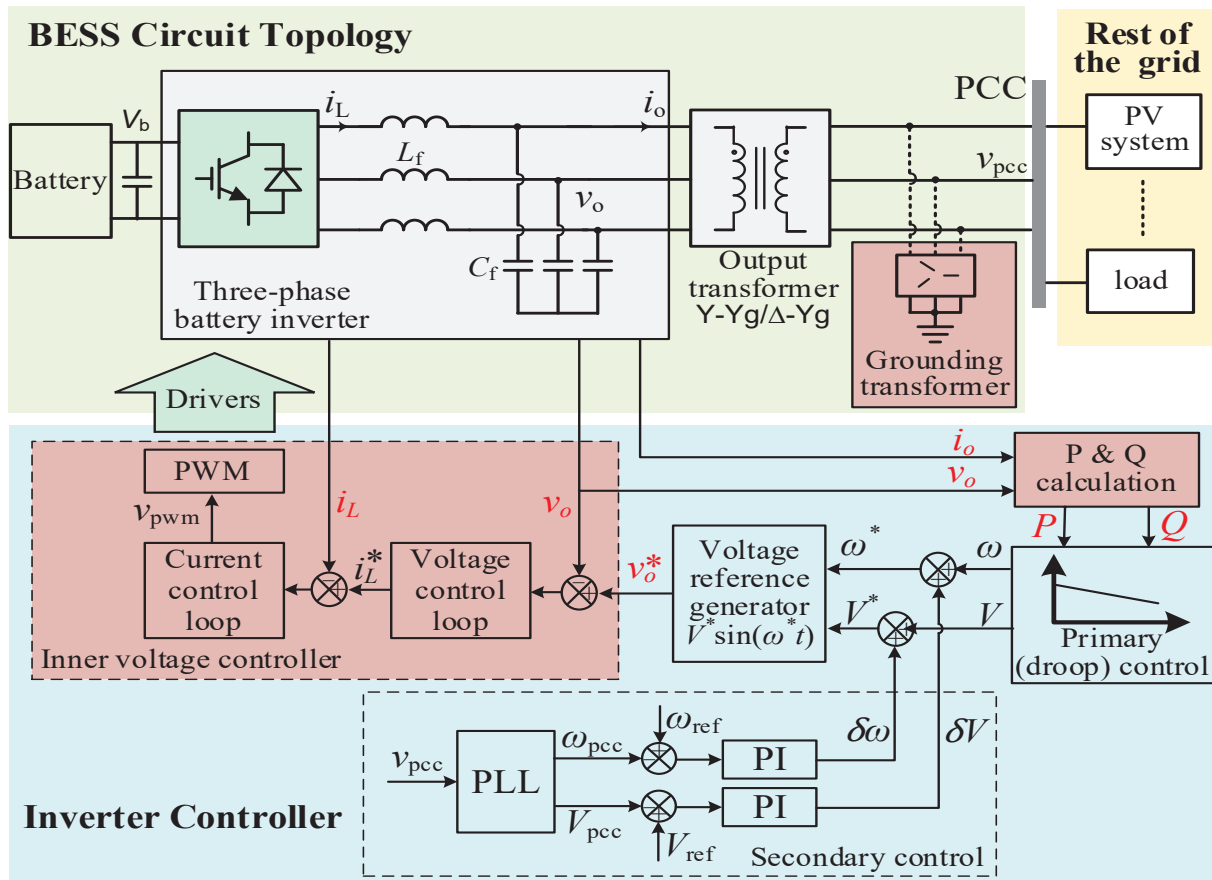 BESS Circuit Topology
Rest of
the grid
PCC
V_b
i_L
i_o
L_f
v_o
C_f
Battery
Three-phase
battery inverter
Output
transformer
Y-Yg/Δ-Yg
v_pcc
PV
system
load
Grounding
transformer
Drivers
PWM
v_pwm
i_L
v_o
i_o
v_o
P & Q
calculation
P
Q
Current
control
loop
i_L*
Voltage
control
loop
v_o*
Voltage
reference
generator
V*sin(ω*t)
ω*
V*
ω
V
Primary
(droop) control
Inner voltage controller
v_pcc
PLL
ω_pcc
ω_ref
PI
δω
δV
V_pcc
V_ref
PI
Secondary control
Inverter Controller